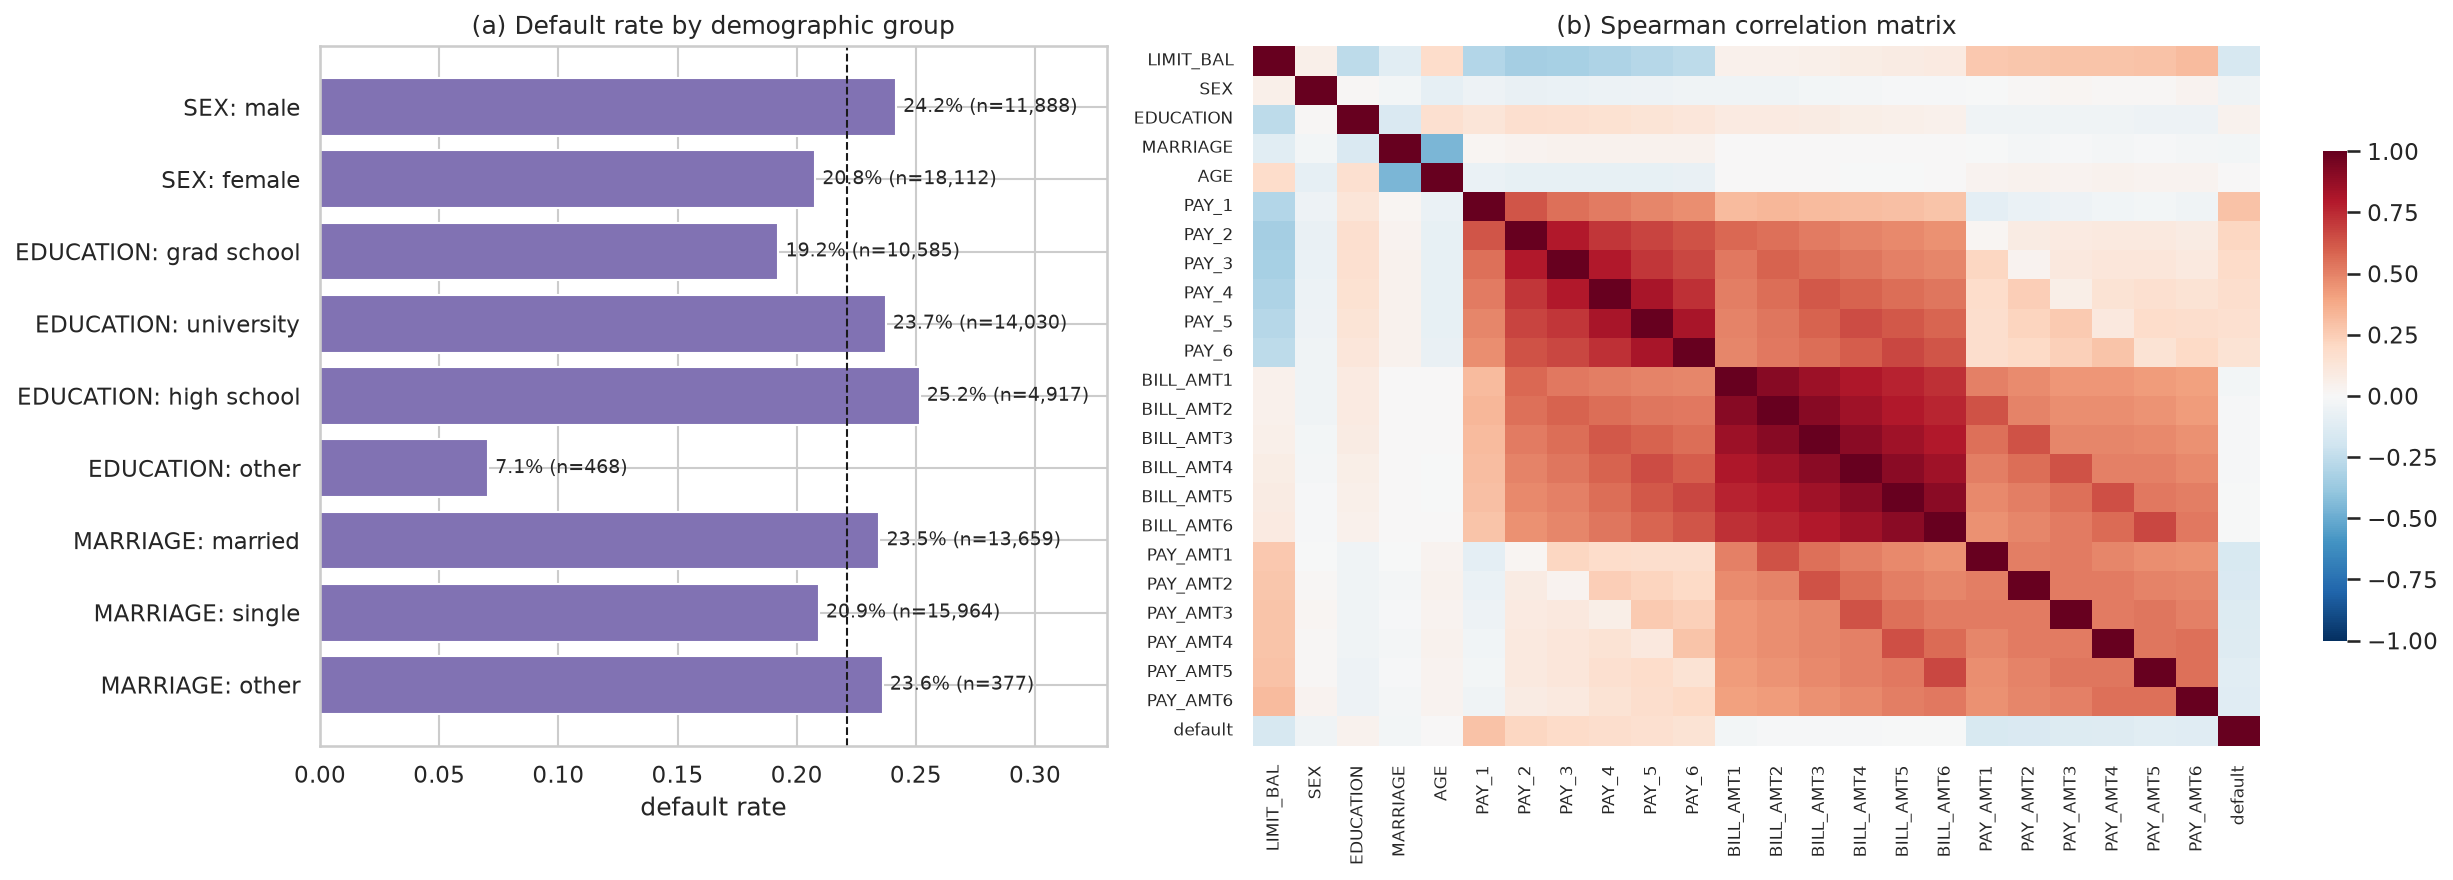 (a) Default rate by demographic group
SEX: male
24.2% (n=11,888)
SEX: female
20.8% (n=18,112)
EDUCATION: grad school
19.2% (n=10,585)
EDUCATION: university
23.7% (n=14,030)
EDUCATION: high school
25.2% (n=4,917)
EDUCATION: other
7.1% (n=468)
MARRIAGE: married
23.5% (n=13,659)
MARRIAGE: single
20.9% (n=15,964)
MARRIAGE: other
23.6% (n=377)
0.00 0.05 0.10 0.15 0.20 0.25 0.30
default rate
(b) Spearman correlation matrix
LIMIT_BAL
SEX
EDUCATION
MARRIAGE
AGE
PAY_1
PAY_2
PAY_3
PAY_4
PAY_5
PAY_6
BILL_AMT1
BILL_AMT2
BILL_AMT3
BILL_AMT4
BILL_AMT5
BILL_AMT6
PAY_AMT1
PAY_AMT2
PAY_AMT3
PAY_AMT4
PAY_AMT5
PAY_AMT6
default
LIMIT_BAL
SEX
EDUCATION
MARRIAGE
AGE
PAY_1
PAY_2
PAY_3
PAY_4
PAY_5
PAY_6
BILL_AMT1
BILL_AMT2
BILL_AMT3
BILL_AMT4
BILL_AMT5
BILL_AMT6
PAY_AMT1
PAY_AMT2
PAY_AMT3
PAY_AMT4
PAY_AMT5
PAY_AMT6
default
1.00
0.75
0.50
0.25
0.00
−0.25
−0.50
−0.75
−1.00